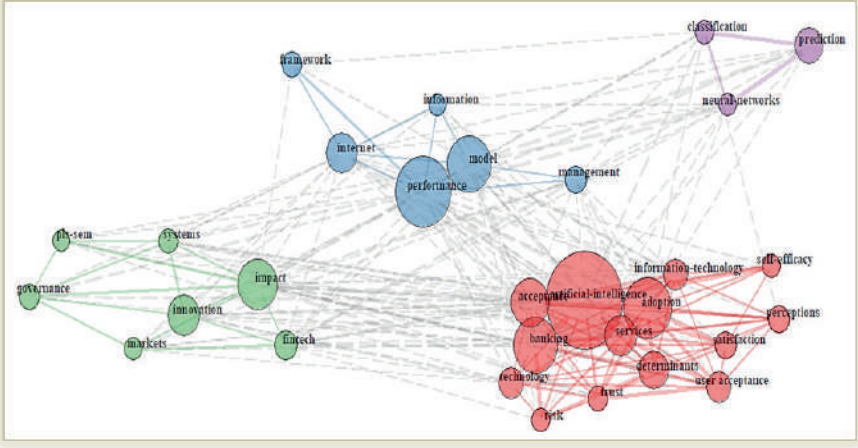 classification
prediction
framework
information
neural-networks
internet
model
management
performance
pls-sem
systems
impact
governance
innovation
markets
fintech
information-technology
self-efficacy
acceptance
artificial-intelligence
adoption
perceptions
services
banking
satisfaction
technology
determinants
user acceptance
trust
risk